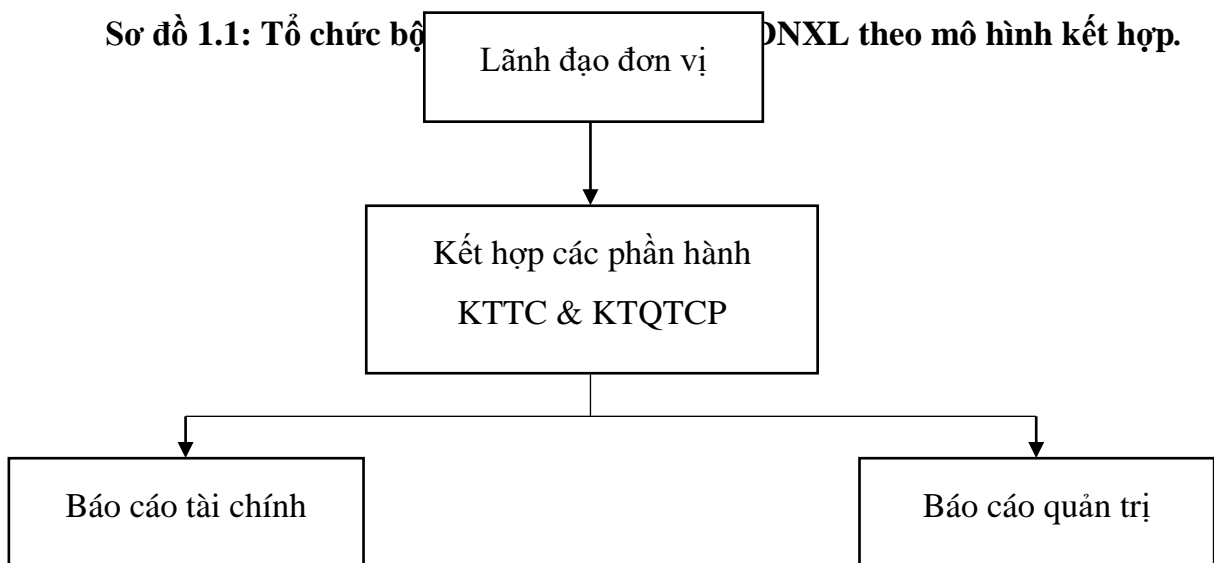 Sơ đồ 1.1: Tổ chức bộ DNXL theo mô hình kết hợp.
Lãnh đạo đơn vị
Kết hợp các phần hành
KTTC & KTQTCP
Báo cáo tài chính
Báo cáo quản trị